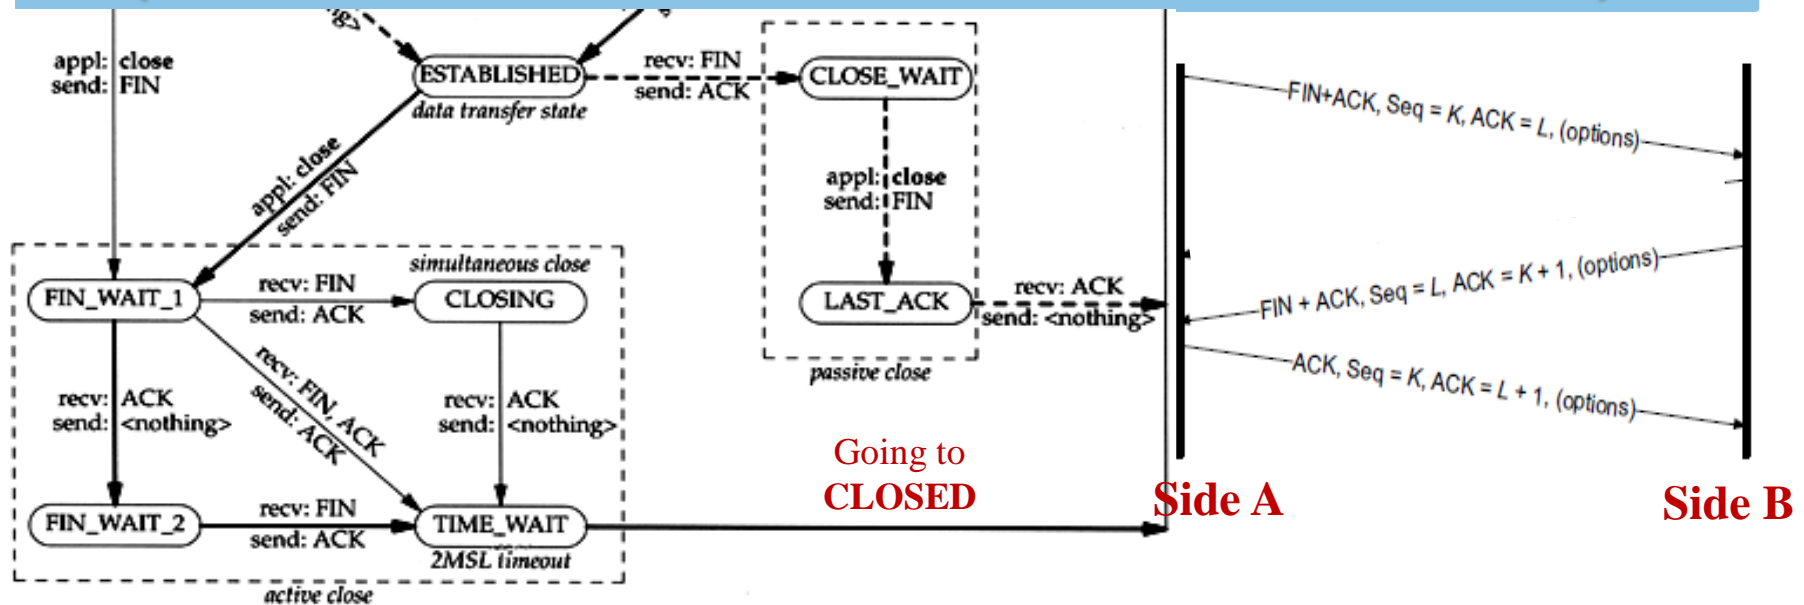 appl: close
send: FIN
ESTABLISHED
data transfer state
recv: FIN
send: ACK
CLOSE_WAIT
appl: close
send: FIN
appl: close
send: FIN
LAST_ACK
recv: ACK
send: <nothing>
passive close
simultaneous close
FIN_WAIT_1
recv: FIN
send: ACK
CLOSING
recv: FIN, ACK
send: ACK
recv: ACK
send: <nothing>
recv: ACK
send: <nothing>
FIN_WAIT_2
recv: FIN
send: ACK
TIME_WAIT
2MSL timeout
active close
Going to
CLOSED
FIN+ACK, Seq = K, ACK = L, (options)
FIN + ACK, Seq = L, ACK = K + 1, (options)
ACK, Seq = K, ACK = L + 1, (options)
Side A
Side B